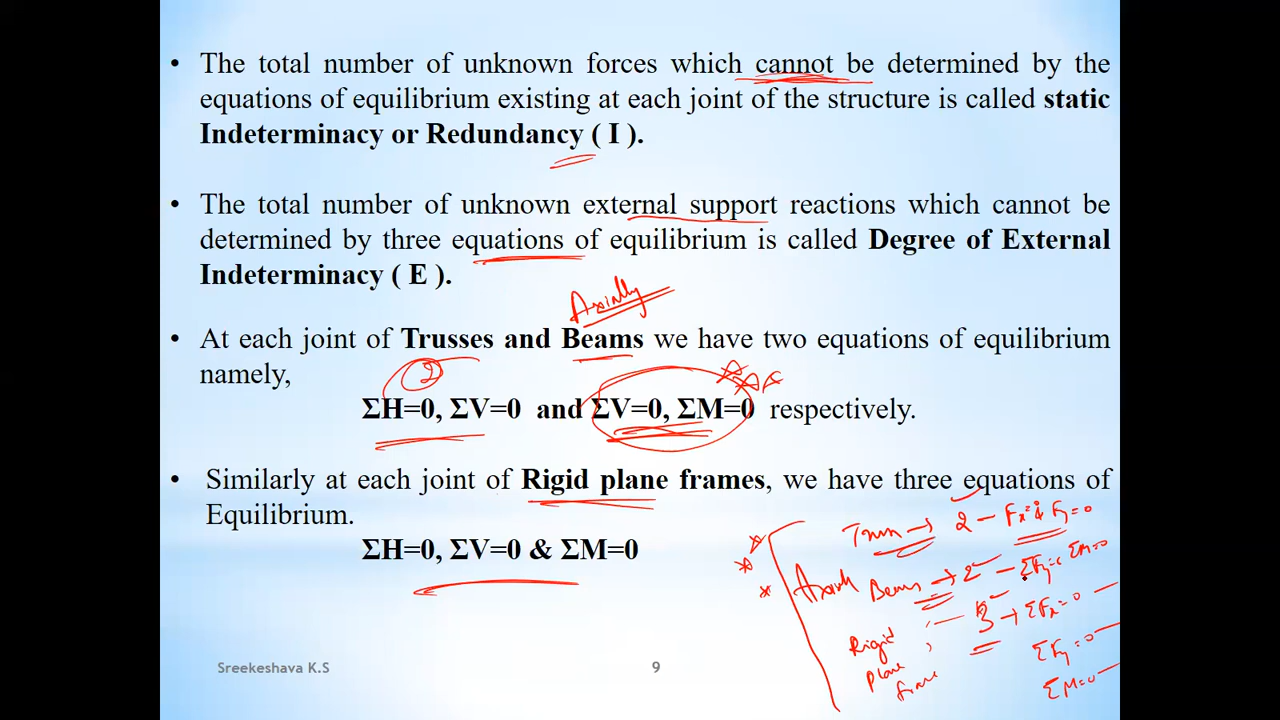 • The total number of unknown forces which cannot be determined by the
equations of equilibrium existing at each joint of the structure is called static
Indeterminacy or Redundancy ( I ).
• The total number of unknown external support reactions which cannot be
determined by three equations of equilibrium is called Degree of External
Indeterminacy ( E ).
Axially
• At each joint of Trusses and Beams we have two equations of equilibrium
namely,
2
ΣH=0, ΣV=0 and ΣV=0, ΣM=0 respectively.
• Similarly at each joint of Rigid plane frames, we have three equations of
Equilibrium.
ΣH=0, ΣV=0 & ΣM=0
Truss → 2 – Fx=0 & Fy=0
Beams → 2 – ΣFy=0 ΣM=0
3 → ΣFx=0
Rigid
plane
frame
ΣFy=0
ΣM=0
Sreekeshava K.S
9